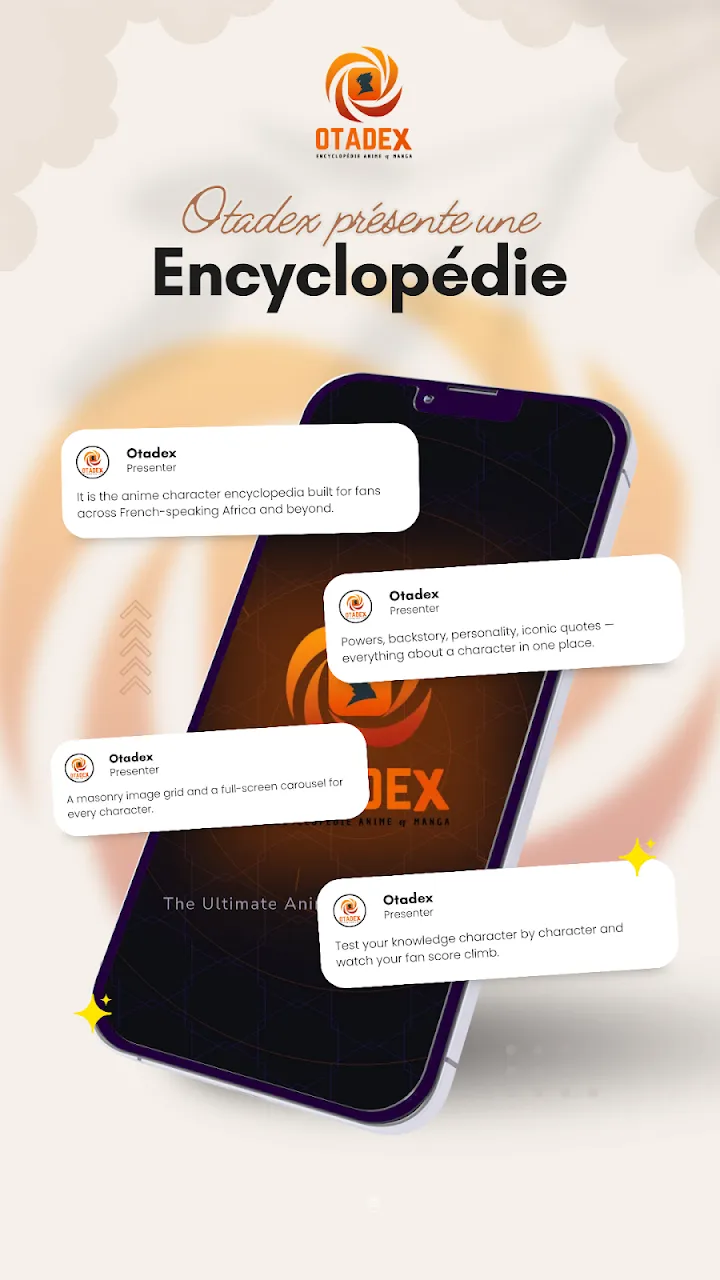 OTADEX
ENCYCLOPÉDIE ANIME & MANGA
Otadex présente une
Encyclopédie
Otadex
Presenter
It is the anime character encyclopedia built for fans
across French-speaking Africa and beyond.
Otadex
Presenter
Powers, backstory, personality, iconic quotes —
everything about a character in one place.
Otadex
Presenter
A masonry image grid and a full-screen carousel for
every character.
DEX
ANIME & MANGA
The Ultimate Ani
Otadex
Presenter
Test your knowledge character by character and
watch your fan score climb.